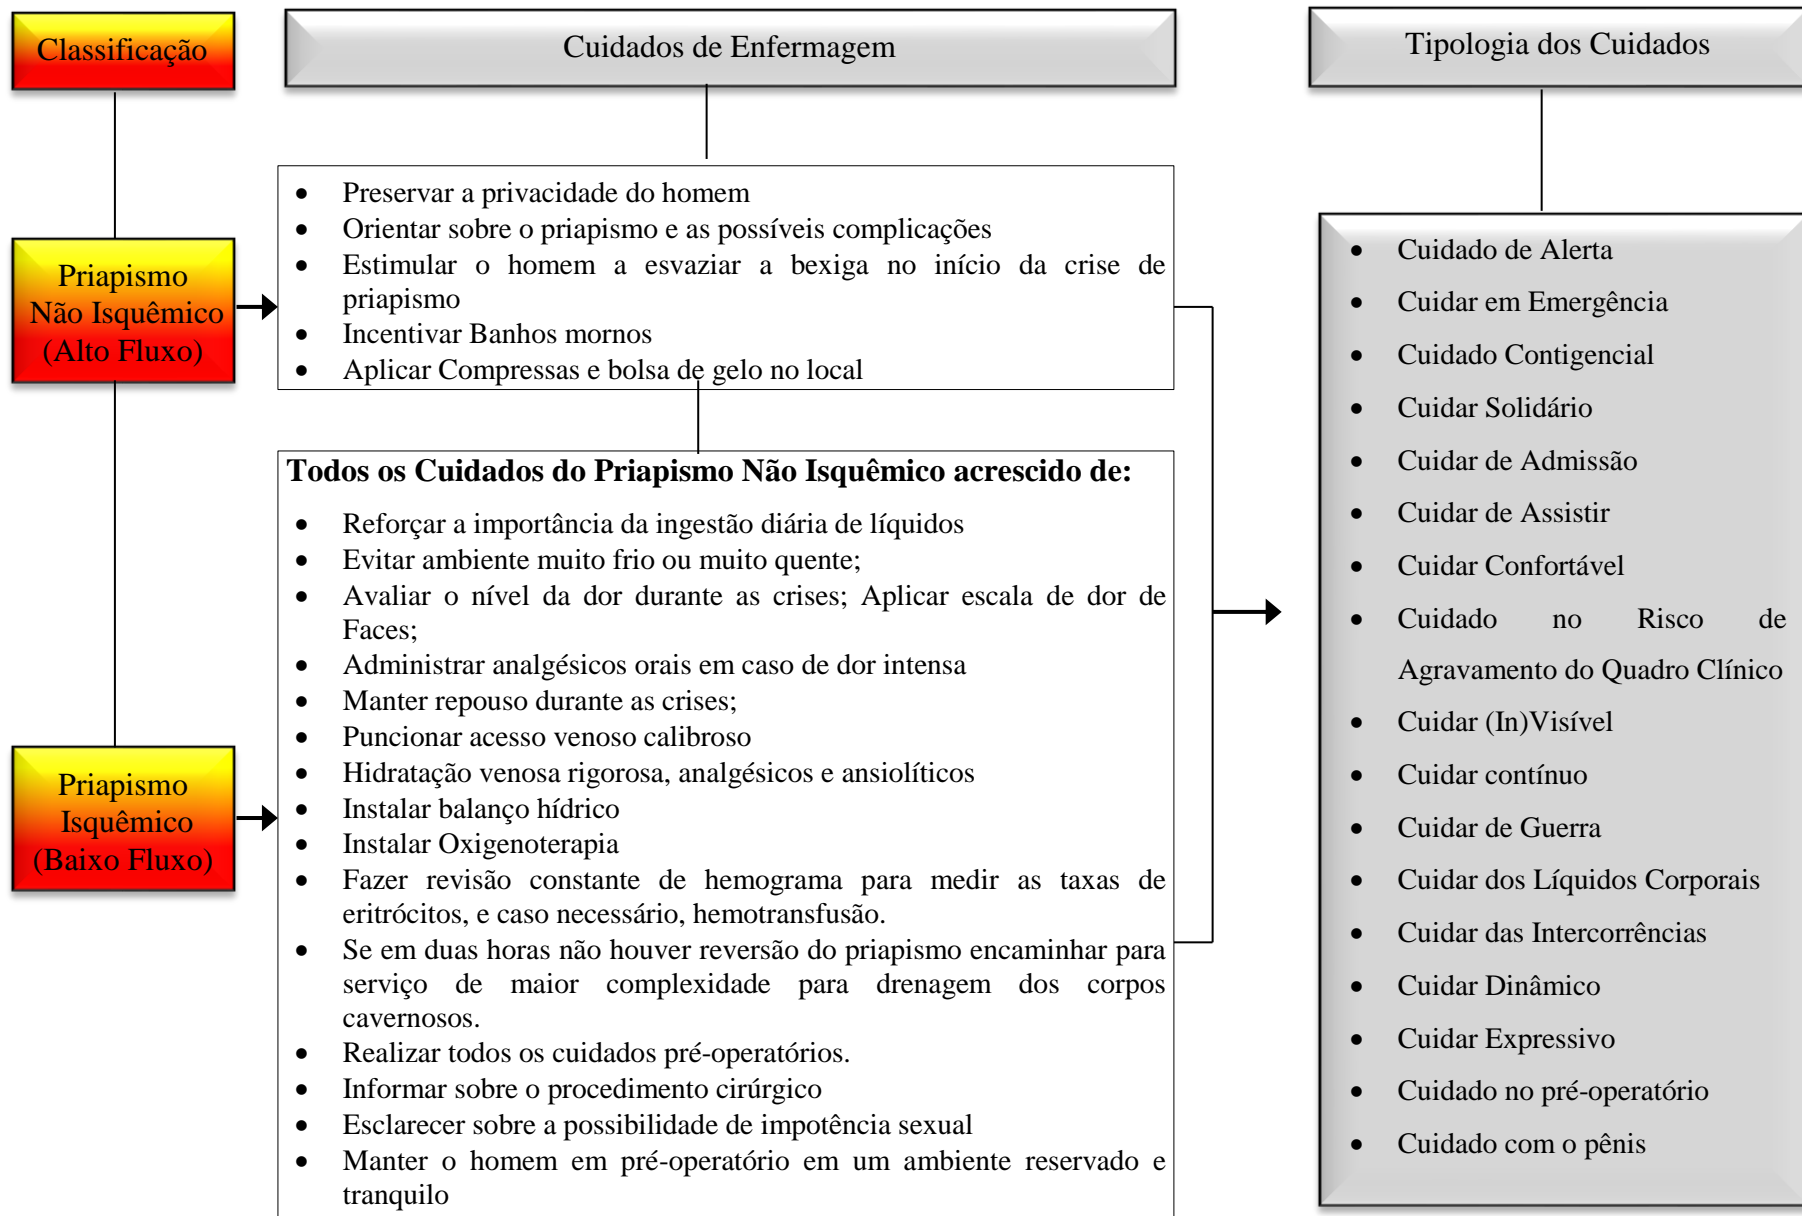 Classificação
Cuidados de Enfermagem
Tipologia dos Cuidados
Priapismo
Não Isquêmico
(Alto Fluxo)
• Preservar a privacidade do homem
• Orientar sobre o priapismo e as possíveis complicações
• Estimular o homem a esvaziar a bexiga no início da crise de
priapismo
• Incentivar Banhos mornos
• Aplicar Compressas e bolsa de gelo no local
Priapismo
Isquêmico
(Baixo Fluxo)
Todos os Cuidados do Priapismo Não Isquêmico acrescido de:
• Reforçar a importância da ingestão diária de líquidos
• Evitar ambiente muito frio ou muito quente;
• Avaliar o nível da dor durante as crises; Aplicar escala de dor de
Faces;
• Administrar analgésicos orais em caso de dor intensa
• Manter repouso durante as crises;
• Puncionar acesso venoso calibroso
• Hidratação venosa rigorosa, analgésicos e ansiolíticos
• Instalar balanço hídrico
• Instalar Oxigenoterapia
• Fazer revisão constante de hemograma para medir as taxas de
eritrócitos, e caso necessário, hemotransfusão.
• Se em duas horas não houver reversão do priapismo encaminhar para
serviço de maior complexidade para drenagem dos corpos
cavernosos.
• Realizar todos os cuidados pré-operatórios.
• Informar sobre o procedimento cirúrgico
• Esclarecer sobre a possibilidade de impotência sexual
• Manter o homem em pré-operatório em um ambiente reservado e
tranquilo
• Cuidado de Alerta
• Cuidar em Emergência
• Cuidado Contigencial
• Cuidar Solidário
• Cuidar de Admissão
• Cuidar de Assistir
• Cuidar Confortável
• Cuidado no Risco de
Agravamento do Quadro Clínico
• Cuidar (In)Visível
• Cuidar contínuo
• Cuidar de Guerra
• Cuidar dos Líquidos Corporais
• Cuidar das Intercorrências
• Cuidar Dinâmico
• Cuidar Expressivo
• Cuidado no pré-operatório
• Cuidado com o pênis